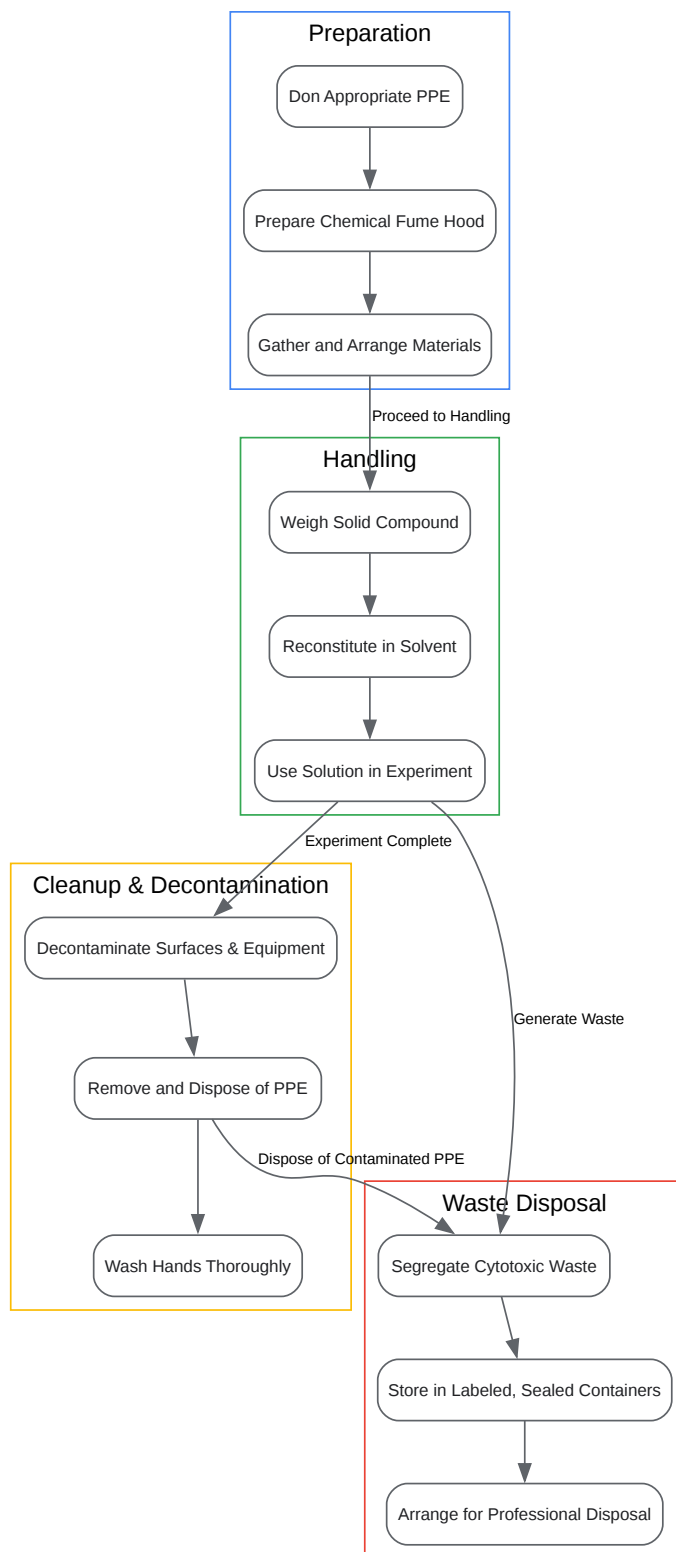 Preparation
Don Appropriate PPE
Prepare Chemical Fume Hood
Gather and Arrange Materials
Proceed to Handling
Handling
Weigh Solid Compound
Reconstitute in Solvent
Use Solution in Experiment
Experiment Complete
Cleanup & Decontamination
Decontaminate Surfaces & Equipment
Generate Waste
Remove and Dispose of PPE
Dispose of Contaminated PPE
Waste Disposal
Wash Hands Thoroughly
Segregate Cytotoxic Waste
Store in Labeled, Sealed Containers
Arrange for Professional Disposal